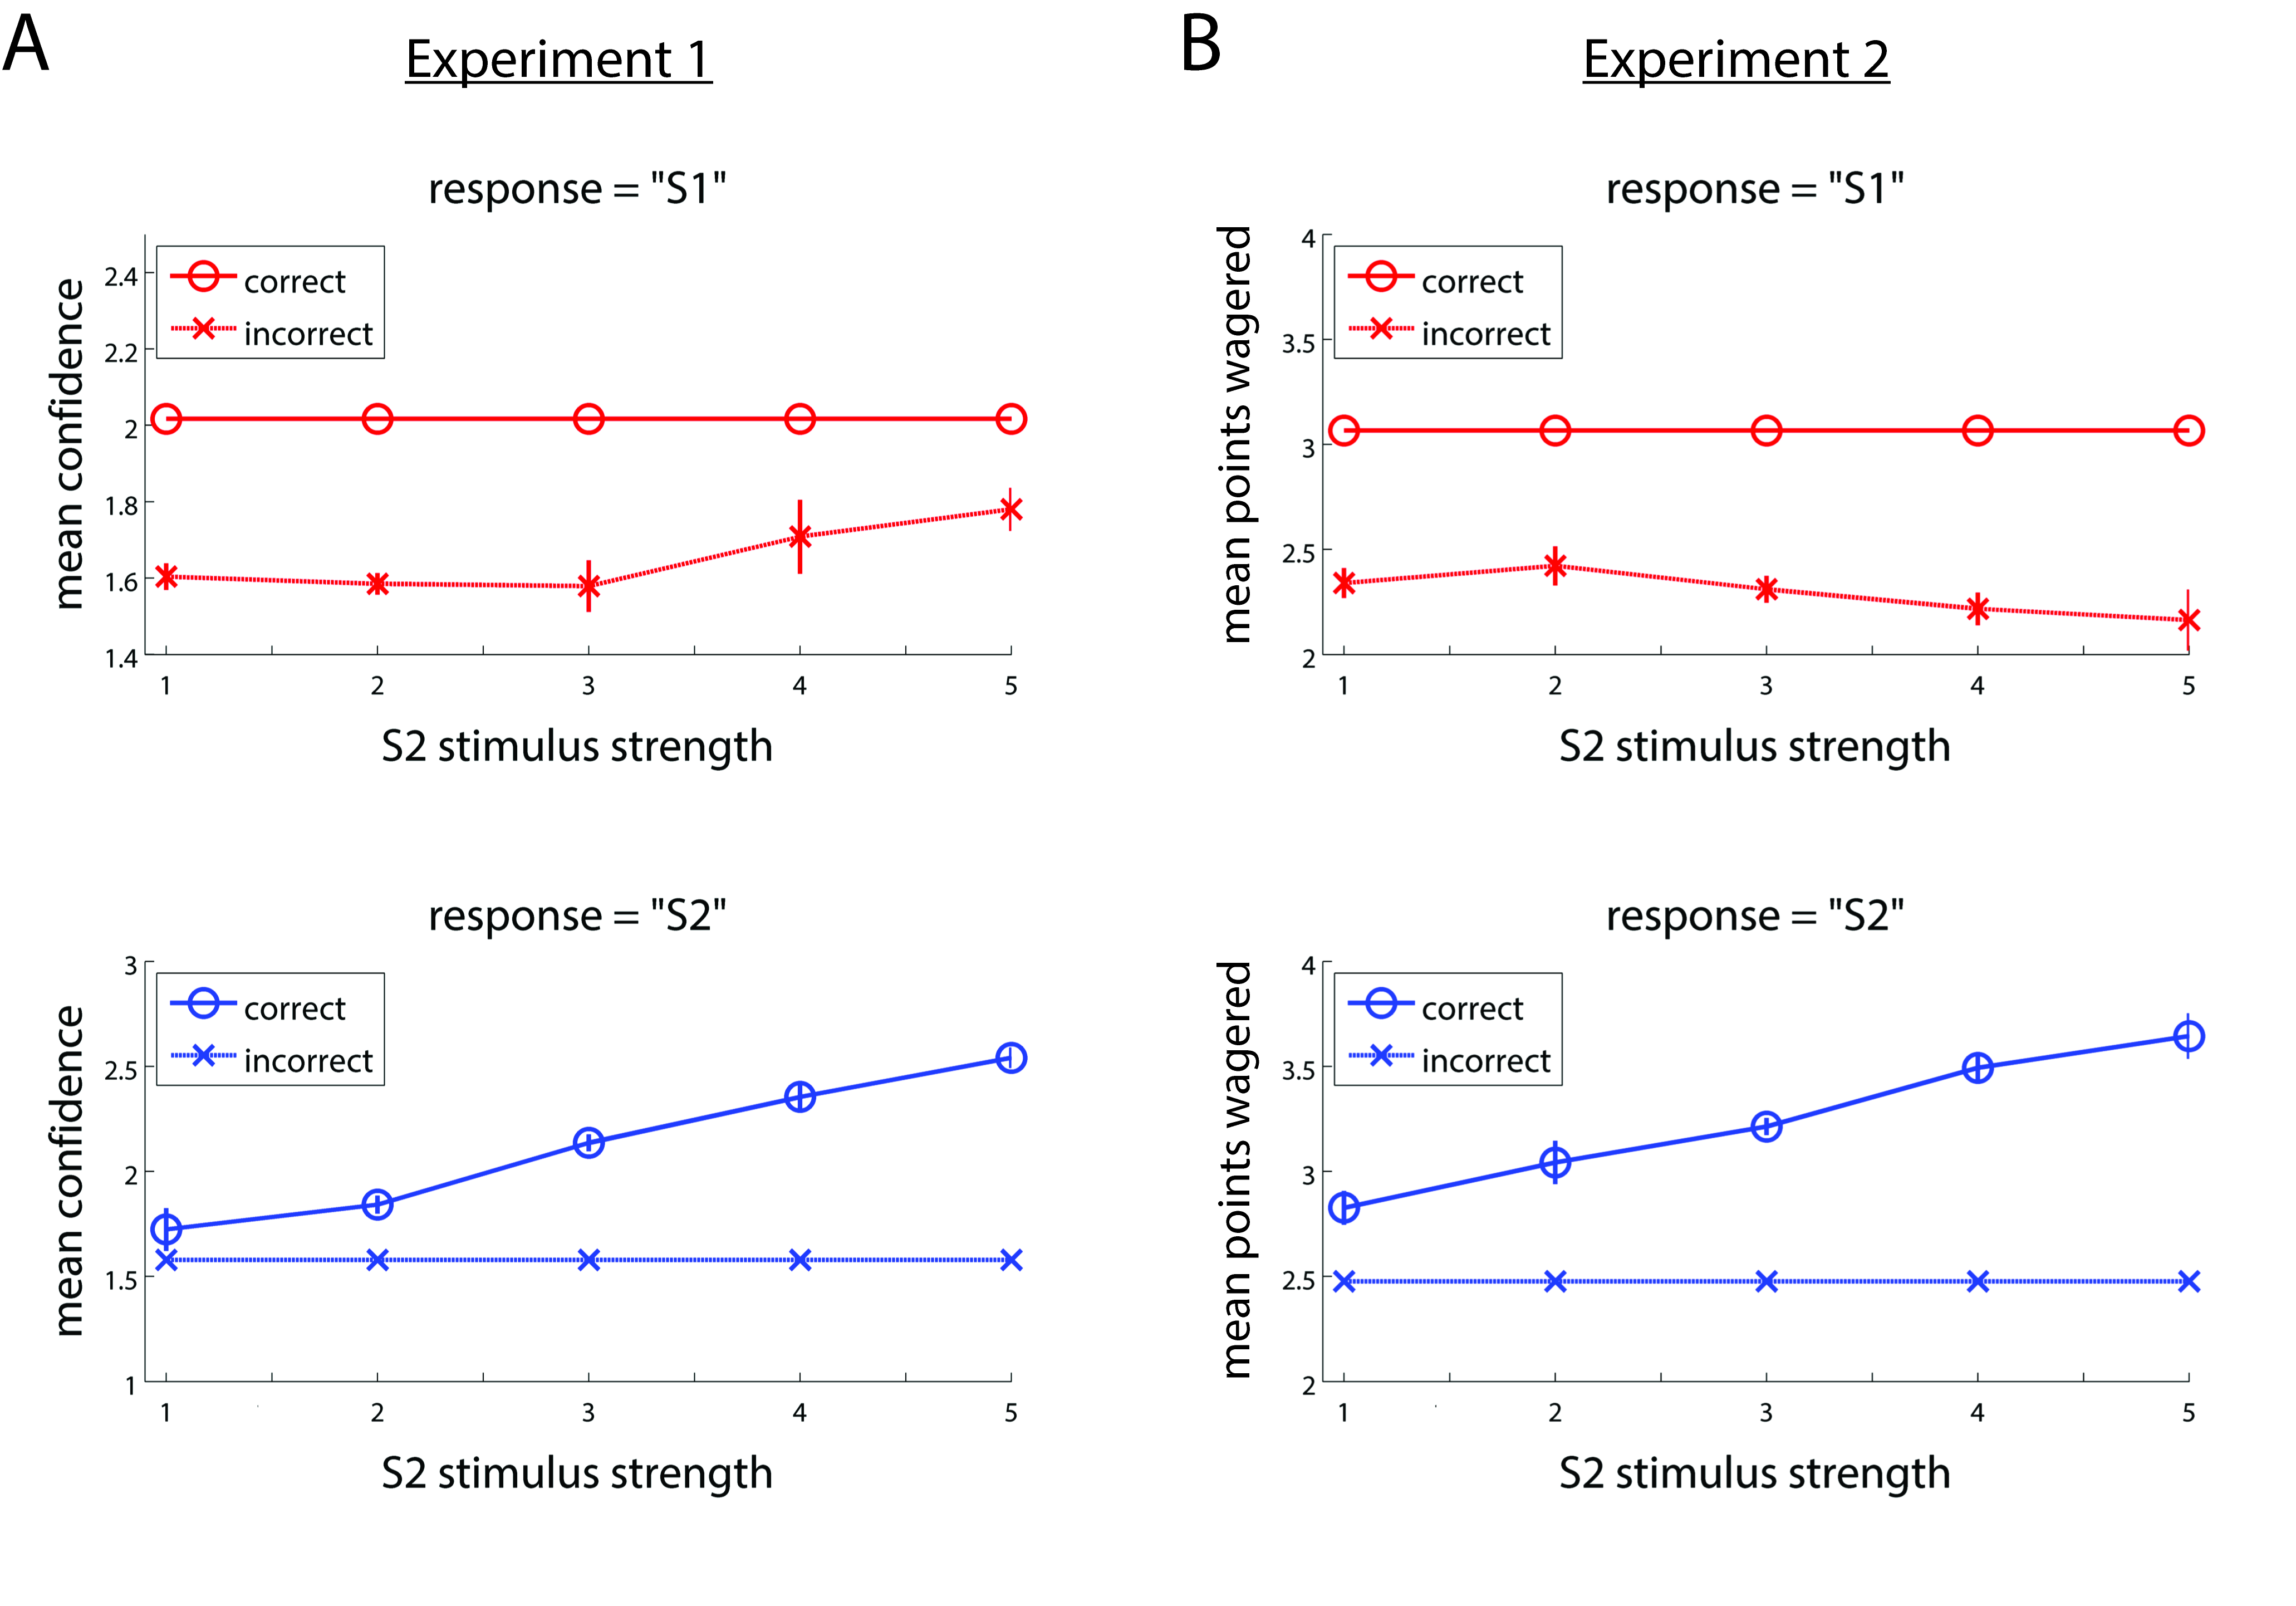 A
Experiment 1
response = "S1"
correct
incorrect
mean confidence
2.4
2.2
2
1.8
1.6
1.4
1 2 3 4 5
S2 stimulus strength
response = "S2"
correct
incorrect
mean confidence
3
2.5
2
1.5
1
1 2 3 4 5
S2 stimulus strength
B
Experiment 2
response = "S1"
correct
incorrect
mean points wagered
4
3.5
3
2.5
2
1 2 3 4 5
S2 stimulus strength
response = "S2"
correct
incorrect
mean points wagered
4
3.5
3
2.5
2
1 2 3 4 5
S2 stimulus strength